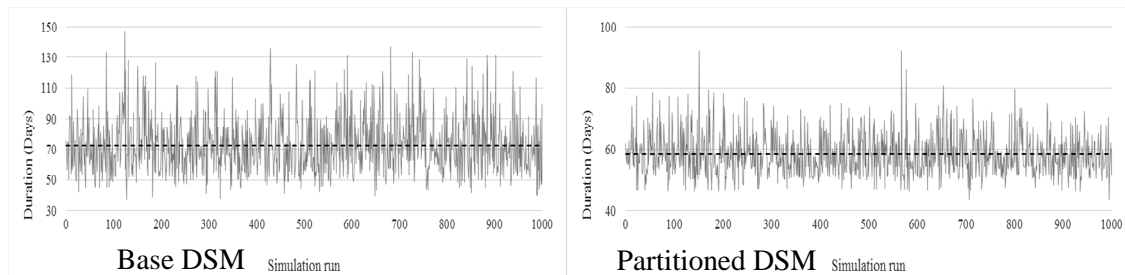 150
130
110
90
70
50
30
Duration (Days)
0 100 200 300 400 500 600 700 800 900 1000
Base DSM Simulation run
100
80
60
40
Duration (Days)
0 100 200 300 400 500 600 700 800 900 1000
Partitioned DSM Simulation run